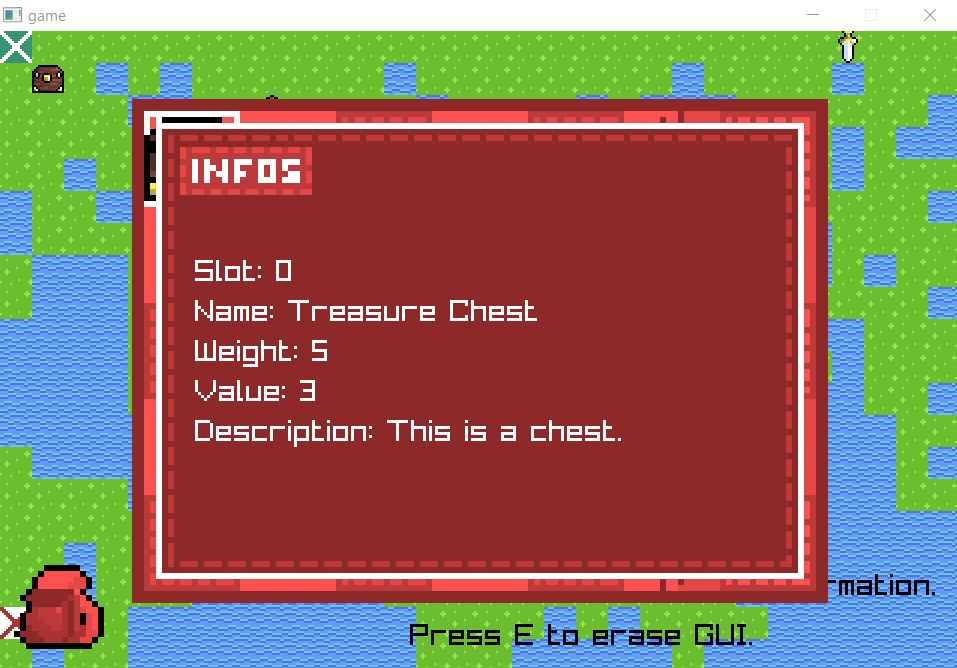 game
INFOS
Slot: 0
Name: Treasure Chest
Weight: 5
Value: 3
Description: This is a chest.
Press E to erase GUI.